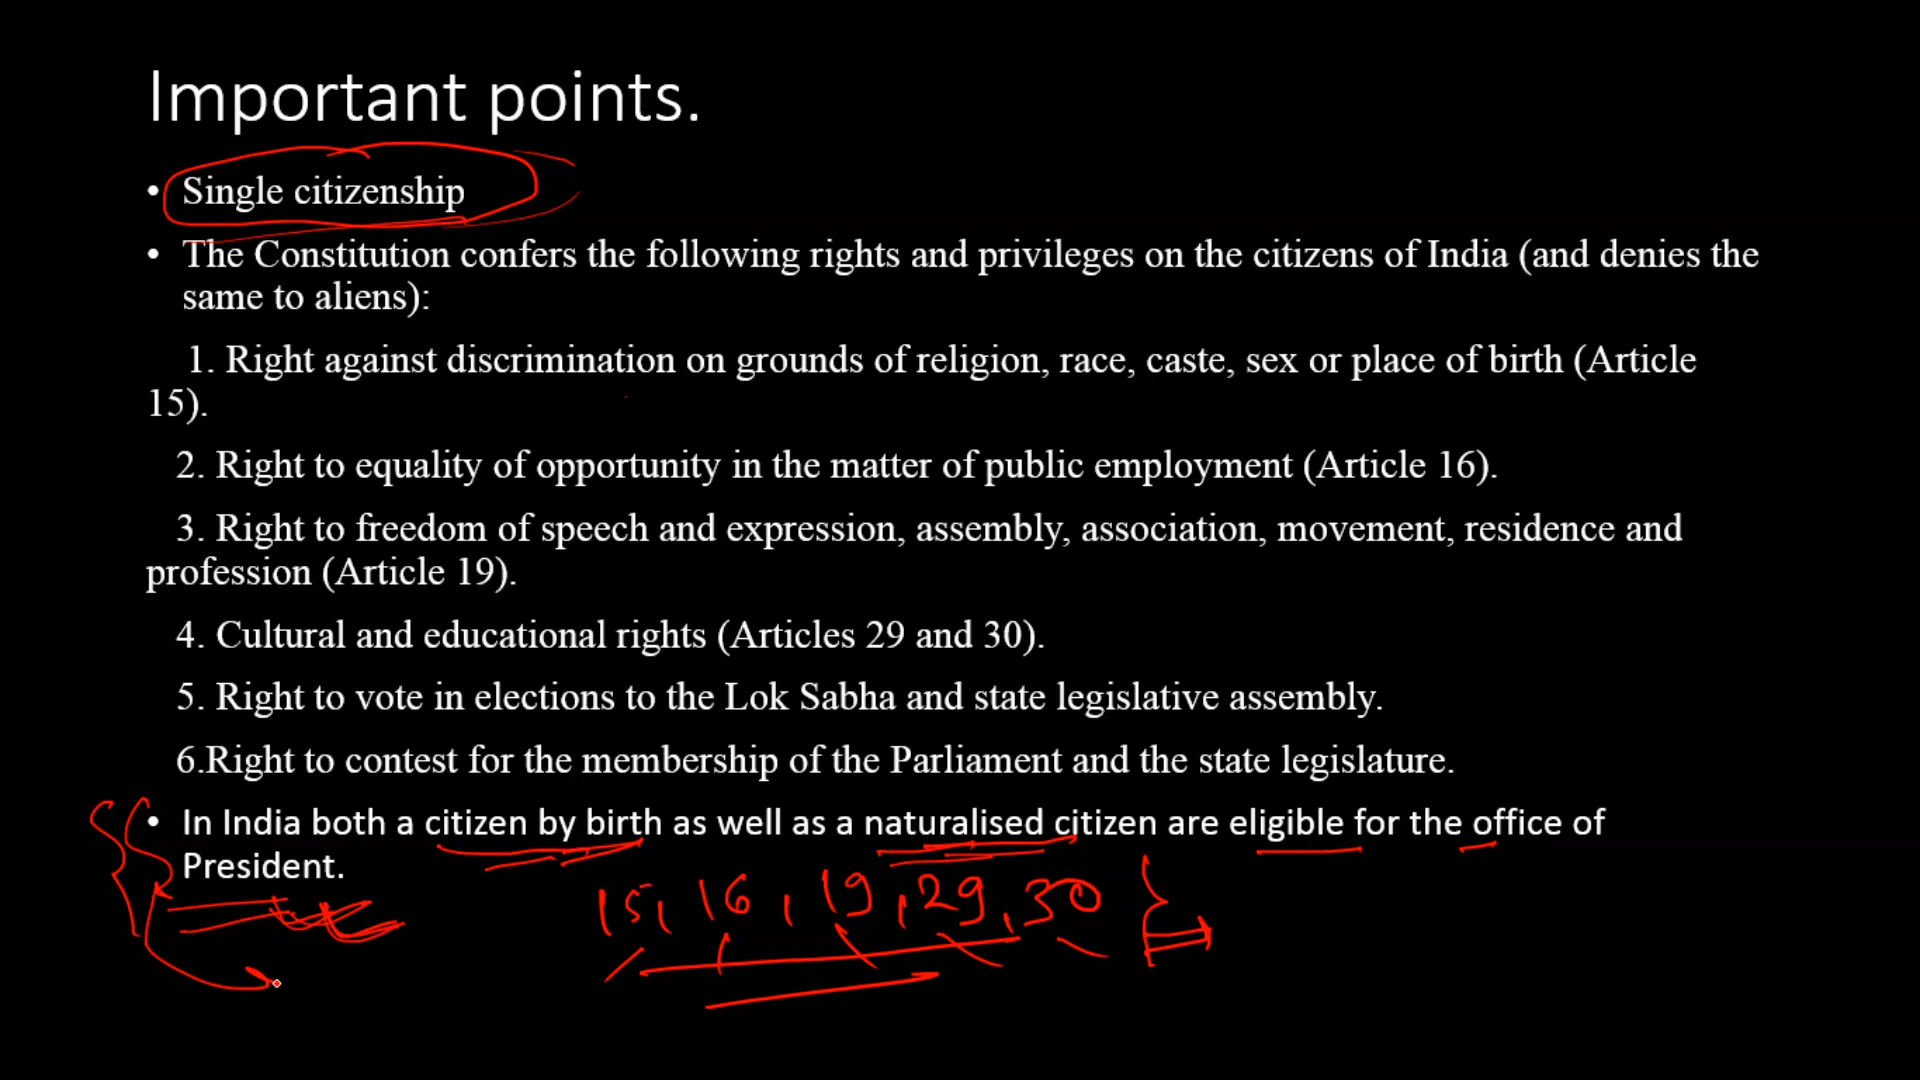 Important points.
• Single citizenship
• The Constitution confers the following rights and privileges on the citizens of India (and denies the
same to aliens):
1. Right against discrimination on grounds of religion, race, caste, sex or place of birth (Article
15).
2. Right to equality of opportunity in the matter of public employment (Article 16).
3. Right to freedom of speech and expression, assembly, association, movement, residence and
profession (Article 19).
4. Cultural and educational rights (Articles 29 and 30).
5. Right to vote in elections to the Lok Sabha and state legislative assembly.
6.Right to contest for the membership of the Parliament and the state legislature.
• In India both a citizen by birth as well as a naturalised citizen are eligible for the office of
President.
15, 16, 19, 29, 30